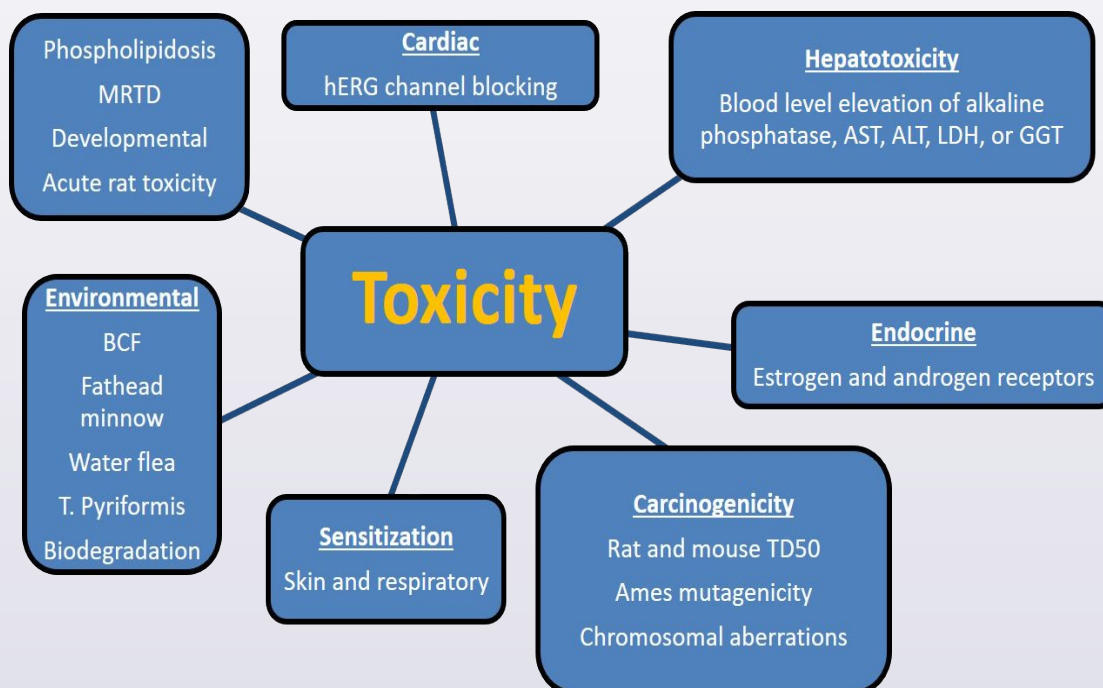 Phospholipidosis
MRTD
Developmental
Acute rat toxicity
Cardiac
hERG channel blocking
Hepatotoxicity
Blood level elevation of alkaline
phosphatase, AST, ALT, LDH, or GGT
Toxicity
Environmental
BCF
Fathead
minnow
Water flea
T. Pyriformis
Biodegradation
Endocrine
Estrogen and androgen receptors
Sensitization
Skin and respiratory
Carcinogenicity
Rat and mouse TD50
Ames mutagenicity
Chromosomal aberrations